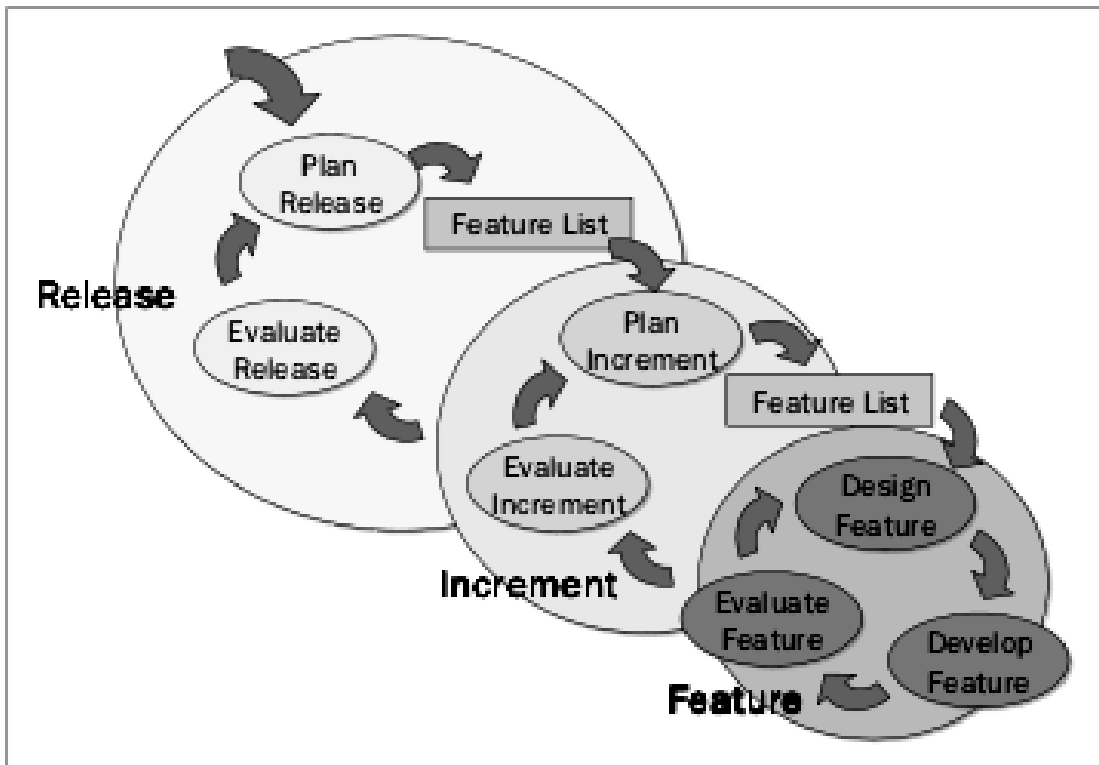 Plan
Release
Feature List
Release
Evaluate
Release
Plan
Increment
Feature List
Evaluate
Increment
Increment
Design
Feature
Evaluate
Feature
Develop
Feature
Feature